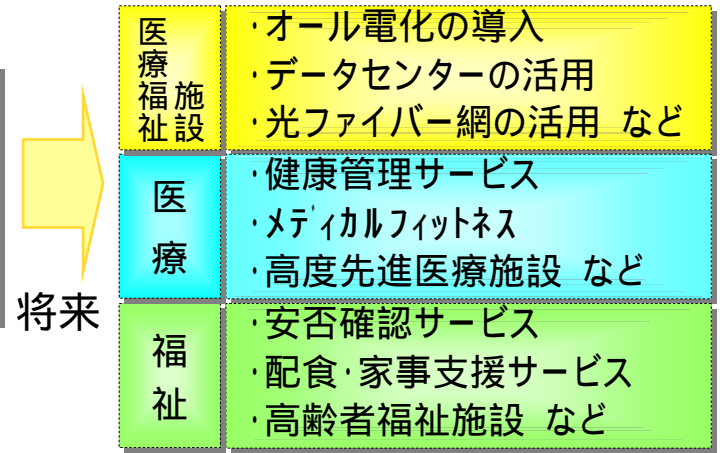 医療福祉施設
・オール電化の導入
・データセンターの活用
・光ファイバー網の活用 など
医療
・健康管理サービス
・ﾒﾃﾞｨｶﾙﾌｨｯﾄﾈｽ
・高度先進医療施設 など
将来
福祉
・安否確認サービス
・配食・家事支援サービス
・高齢者福祉施設 など